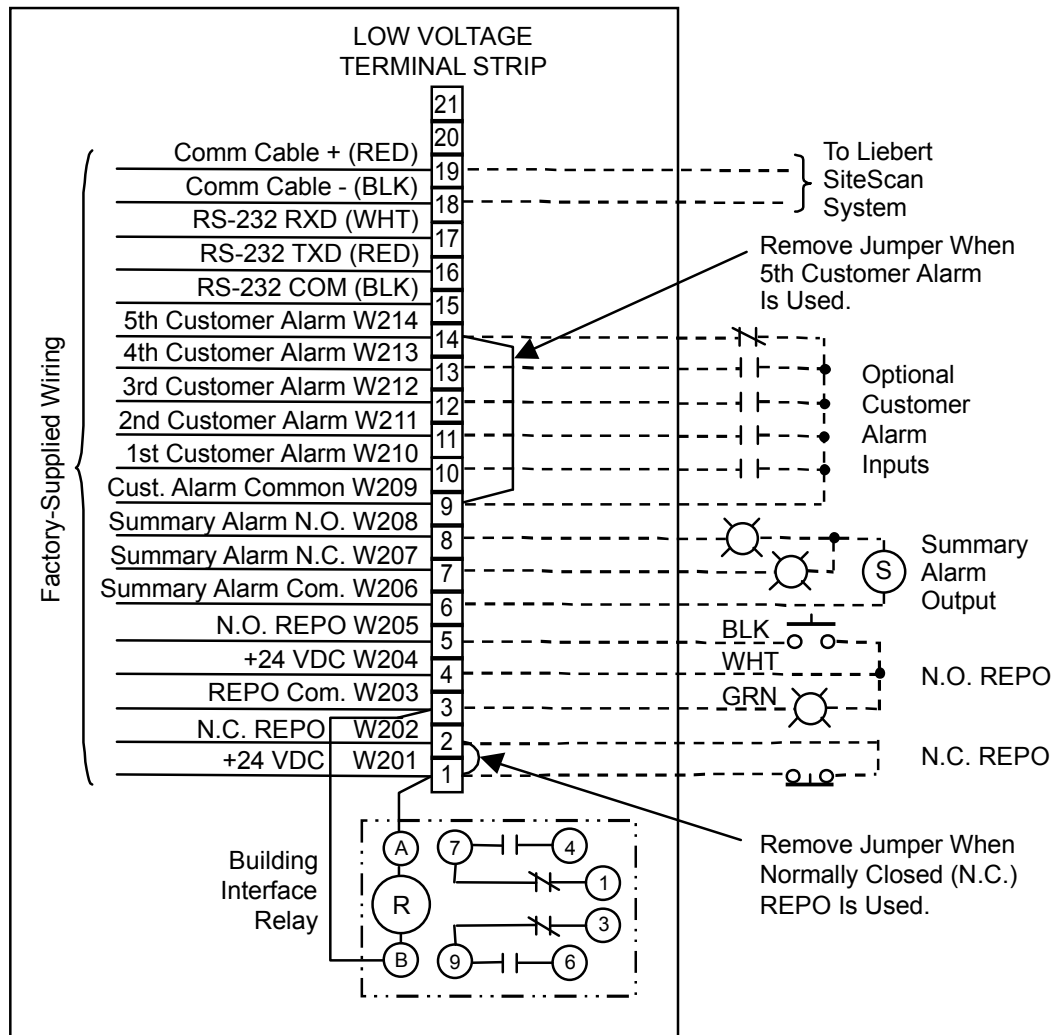 LOW VOLTAGE
TERMINAL STRIP
21
20
Comm Cable + (RED)
19
To Liebert
SiteScan
System
Comm Cable - (BLK)
18
RS-232 RXD (WHT)
17
RS-232 TXD (RED)
16
RS-232 COM (BLK)
15
Remove Jumper When
5th Customer Alarm
Is Used.
5th Customer Alarm W214
14
4th Customer Alarm W213
13
3rd Customer Alarm W212
12
2nd Customer Alarm W211
11
1st Customer Alarm W210
10
Cust. Alarm Common W209
9
Optional
Customer
Alarm
Inputs
Summary Alarm N.O. W208
8
Summary Alarm N.C. W207
7
Summary Alarm Com. W206
6
S
Summary
Alarm
Output
N.O. REPO W205
5
BLK
+24 VDC W204
4
WHT
REPO Com. W203
3
GRN
N.O. REPO
N.C. REPO W202
2
+24 VDC W201
1
N.C. REPO
Factory-Supplied Wiring
Remove Jumper When
Normally Closed (N.C.)
REPO Is Used.
Building
Interface
Relay
A
R
B
7
4
1
3
9
6